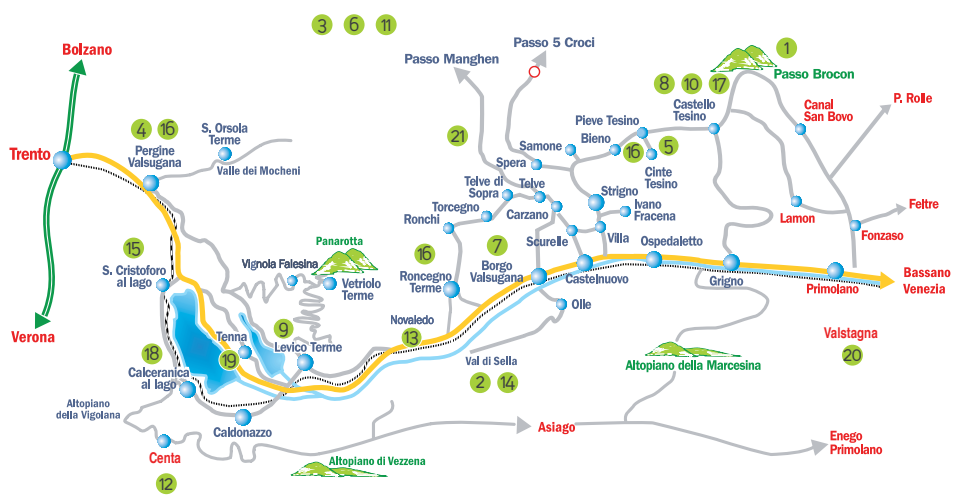 3 6 11
Bolzano
Passo 5 Croci
Passo Manghen
1
Passo Brocon
8 10 17
Castello
Tesino
Canal
San Bovo
P. Rolle
4 16
Pergine
Valsugana
S. Orsola
Terme
Valle dei Mocheni
Trento
21
Pieve Tesino
Bieno
Samone
Spera
16
5
Cinte
Tesino
Telve di
Sopra
Telve
Strigno
Torcegno
Ronchi
Carzano
Ivano
Fracena
Scurelle
Villa
Lamon
Feltre
Fonzaso
Panarotta
15
S. Cristoforo
al lago
Vignola Falesina
Vetriolo
Terme
16
Roncegno
Terme
7
Borgo
Valsugana
Castelnuovo
Ospedaletto
Grigno
Primolano
Bassano
Venezia
Verona
Olle
Novaledo
13
9
Levico Terme
Tenna
19
18
Calceranica
al lago
Val di Sella
2 14
Altopiano della Marcesina
Valstagna
20
Altopiano
della Vigolana
Caldonazzo
Centa
12
Altopiano di Vezzena
Asiago
Enego
Primolano